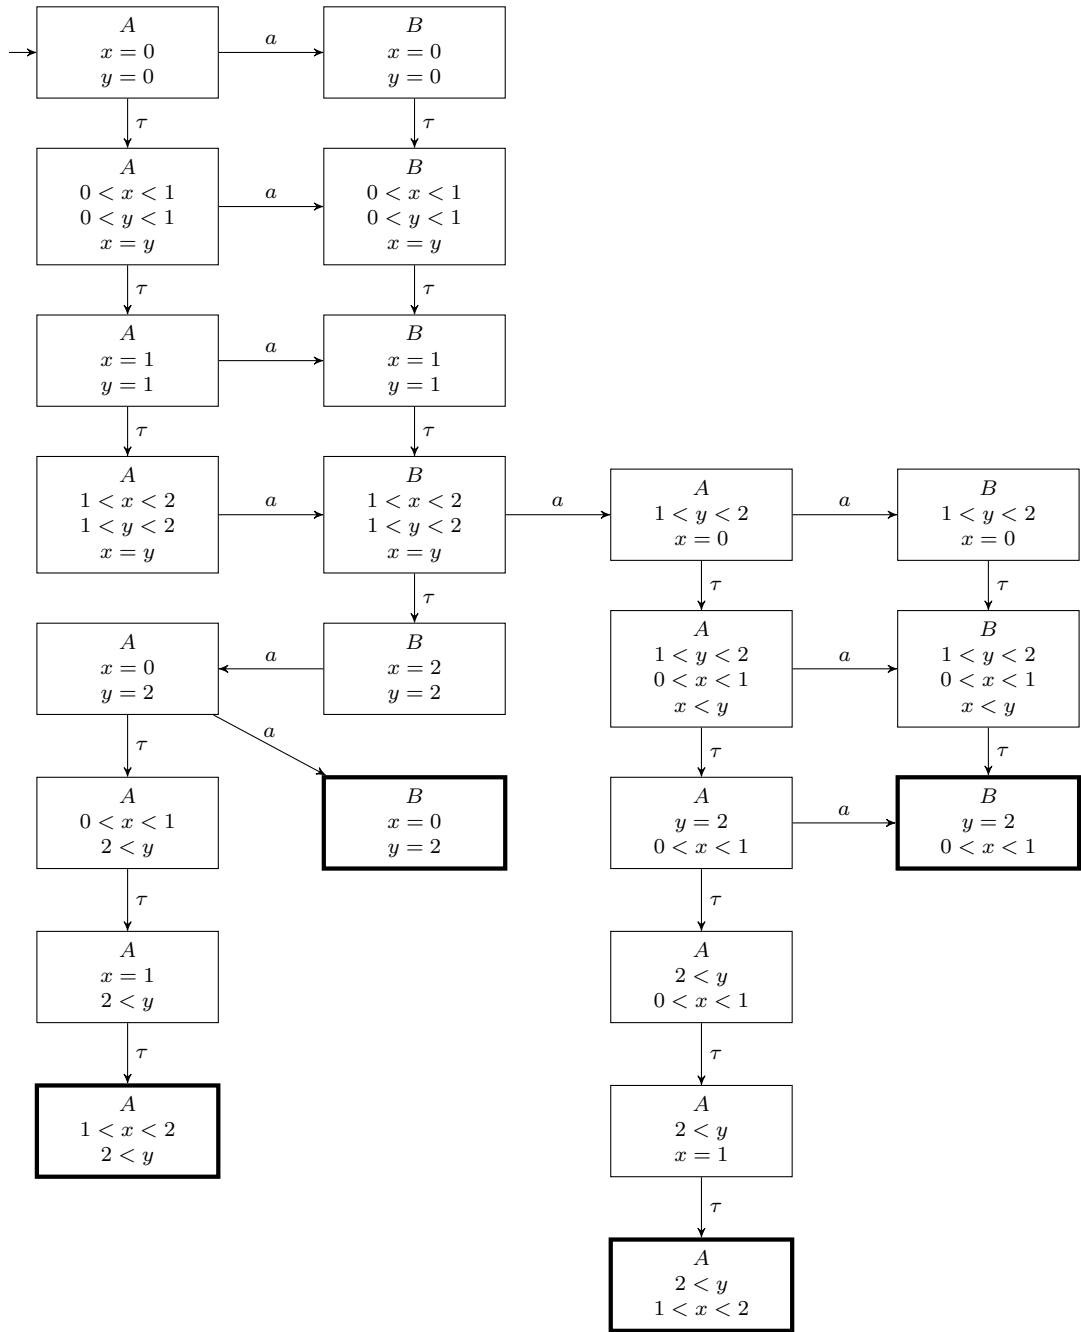 A
x = 0
y = 0
a
B
x = 0
y = 0
τ
τ
A
0 < x < 1
0 < y < 1
x = y
a
B
0 < x < 1
0 < y < 1
x = y
τ
τ
A
x = 1
y = 1
a
B
x = 1
y = 1
τ
τ
A
1 < x < 2
1 < y < 2
x = y
a
B
1 < x < 2
1 < y < 2
x = y
a
A
1 < y < 2
x = 0
a
B
1 < y < 2
x = 0
τ
τ
τ
A
x = 0
y = 2
a
B
x = 2
y = 2
A
1 < y < 2
0 < x < 1
x < y
a
B
1 < y < 2
0 < x < 1
x < y
τ
a
τ
τ
A
0 < x < 1
2 < y
B
x = 0
y = 2
A
y = 2
0 < x < 1
a
B
y = 2
0 < x < 1
τ
τ
A
x = 1
2 < y
A
2 < y
0 < x < 1
τ
τ
A
1 < x < 2
2 < y
A
2 < y
x = 1
τ
A
2 < y
1 < x < 2